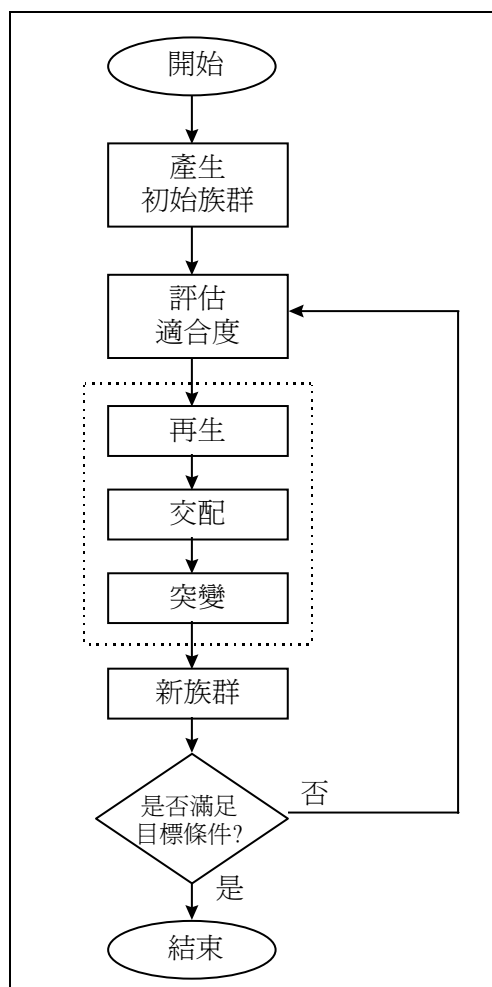 開始
產生
初始族群
評估
適合度
再生
交配
突變
新族群
是否滿足
目標條件?
否
是
結束